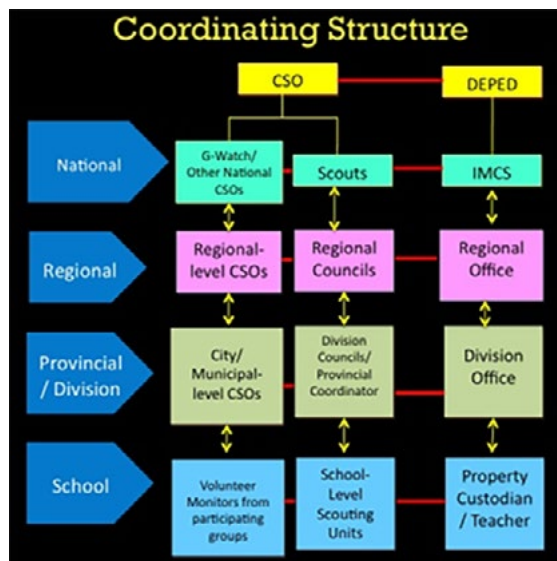 Coordinating Structure
CSO
DEPED
National
G-Watch/
Other National
CSOs
Scouts
IMCS
Regional
Regional-
level CSOs
Regional
Councils
Regional
Office
Provincial
/ Division
City/
Municipal-
level CSOs
Division
Councils/
Provincial
Coordinator
Division
Office
School
Volunteer
Monitors from
participating
groups
School-
Level
Scouting
Units
Property
Custodian
/ Teacher